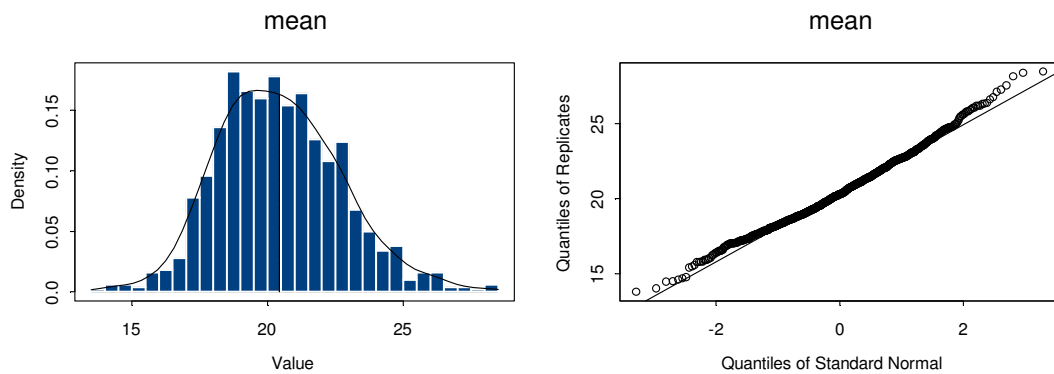 mean
Density
0.0 0.05 0.10 0.15
15 20 25
Value
mean
Quantiles of Replicates
15 20 25
-2 0 2
Quantiles of Standard Normal